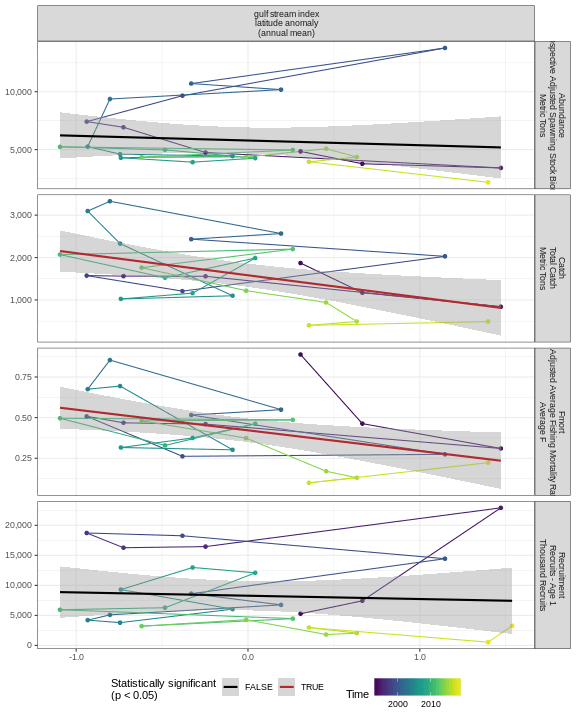 gulf stream index
latitude anomaly
(annual mean)
10,000
5,000
Abundance
Adjusted Spawning Stock
Metric Tons
3,000
2,000
1,000
Catch
Total Catch
Metric Tons
0.75
0.50
0.25
Fmort
Adjusted Average Fishing Mortality
Average F
20,000
15,000
10,000
5,000
0
Recruitment
Recruits - Age 1
Thousand Recruits
-1.0
0.0
1.0
Statistically significant
(p < 0.05)
FALSE
TRUE
Time
2000
2010